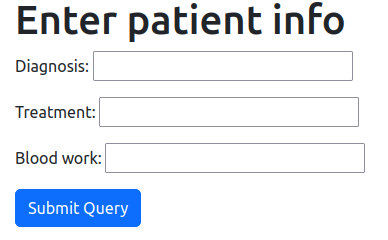 Enter patient info
Diagnosis:
Treatment:
Blood work:
Submit Query